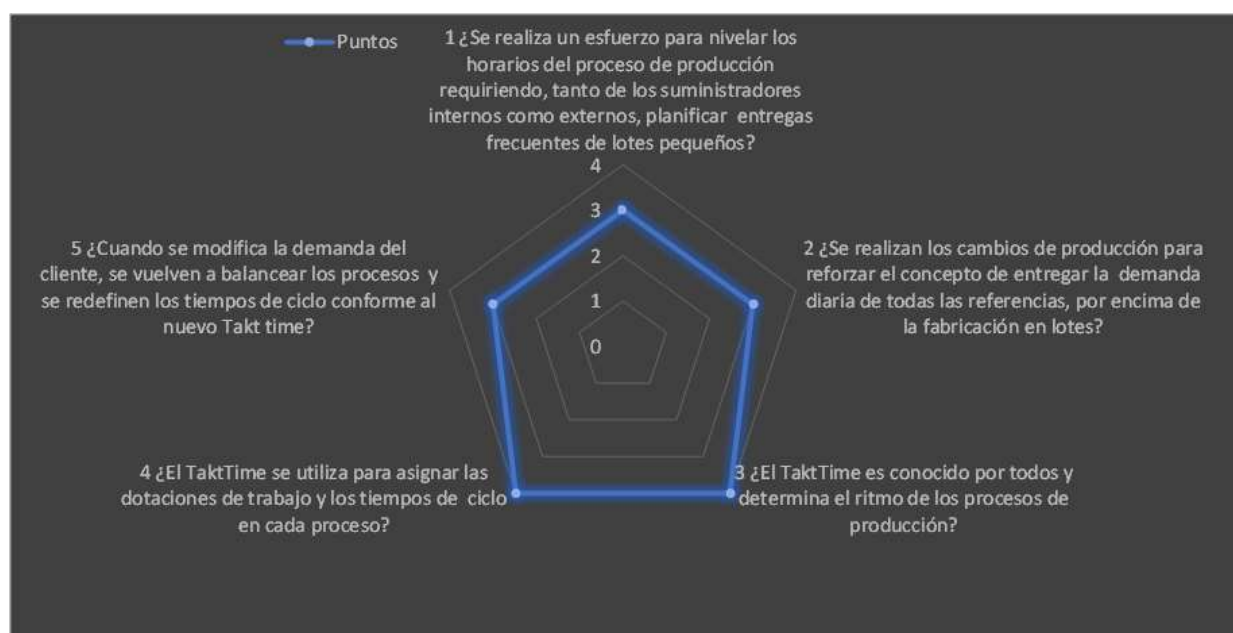 Puntos
1 ¿Se realiza un esfuerzo para nivelar los
horarios del proceso de producción
requiriendo, tanto de los suministradores
internos como externos, planificar entregas
frecuentes de lotes pequeños?
4
3
2
1
0
2 ¿Se realizan los cambios de producción para
reforzar el concepto de entregar la demanda
diaria de todas las referencias, por encima de
la fabricación en lotes?
3 ¿El TaktTime es conocido por todos y
determina el ritmo de los procesos de
producción?
4 ¿El TaktTime se utiliza para asignar las
dotaciones de trabajo y los tiempos de ciclo
en cada proceso?
5 ¿Cuando se modifica la demanda del
cliente, se vuelven a balancear los procesos y
se redefinen los tiempos de ciclo conforme al
nuevo Takt time?